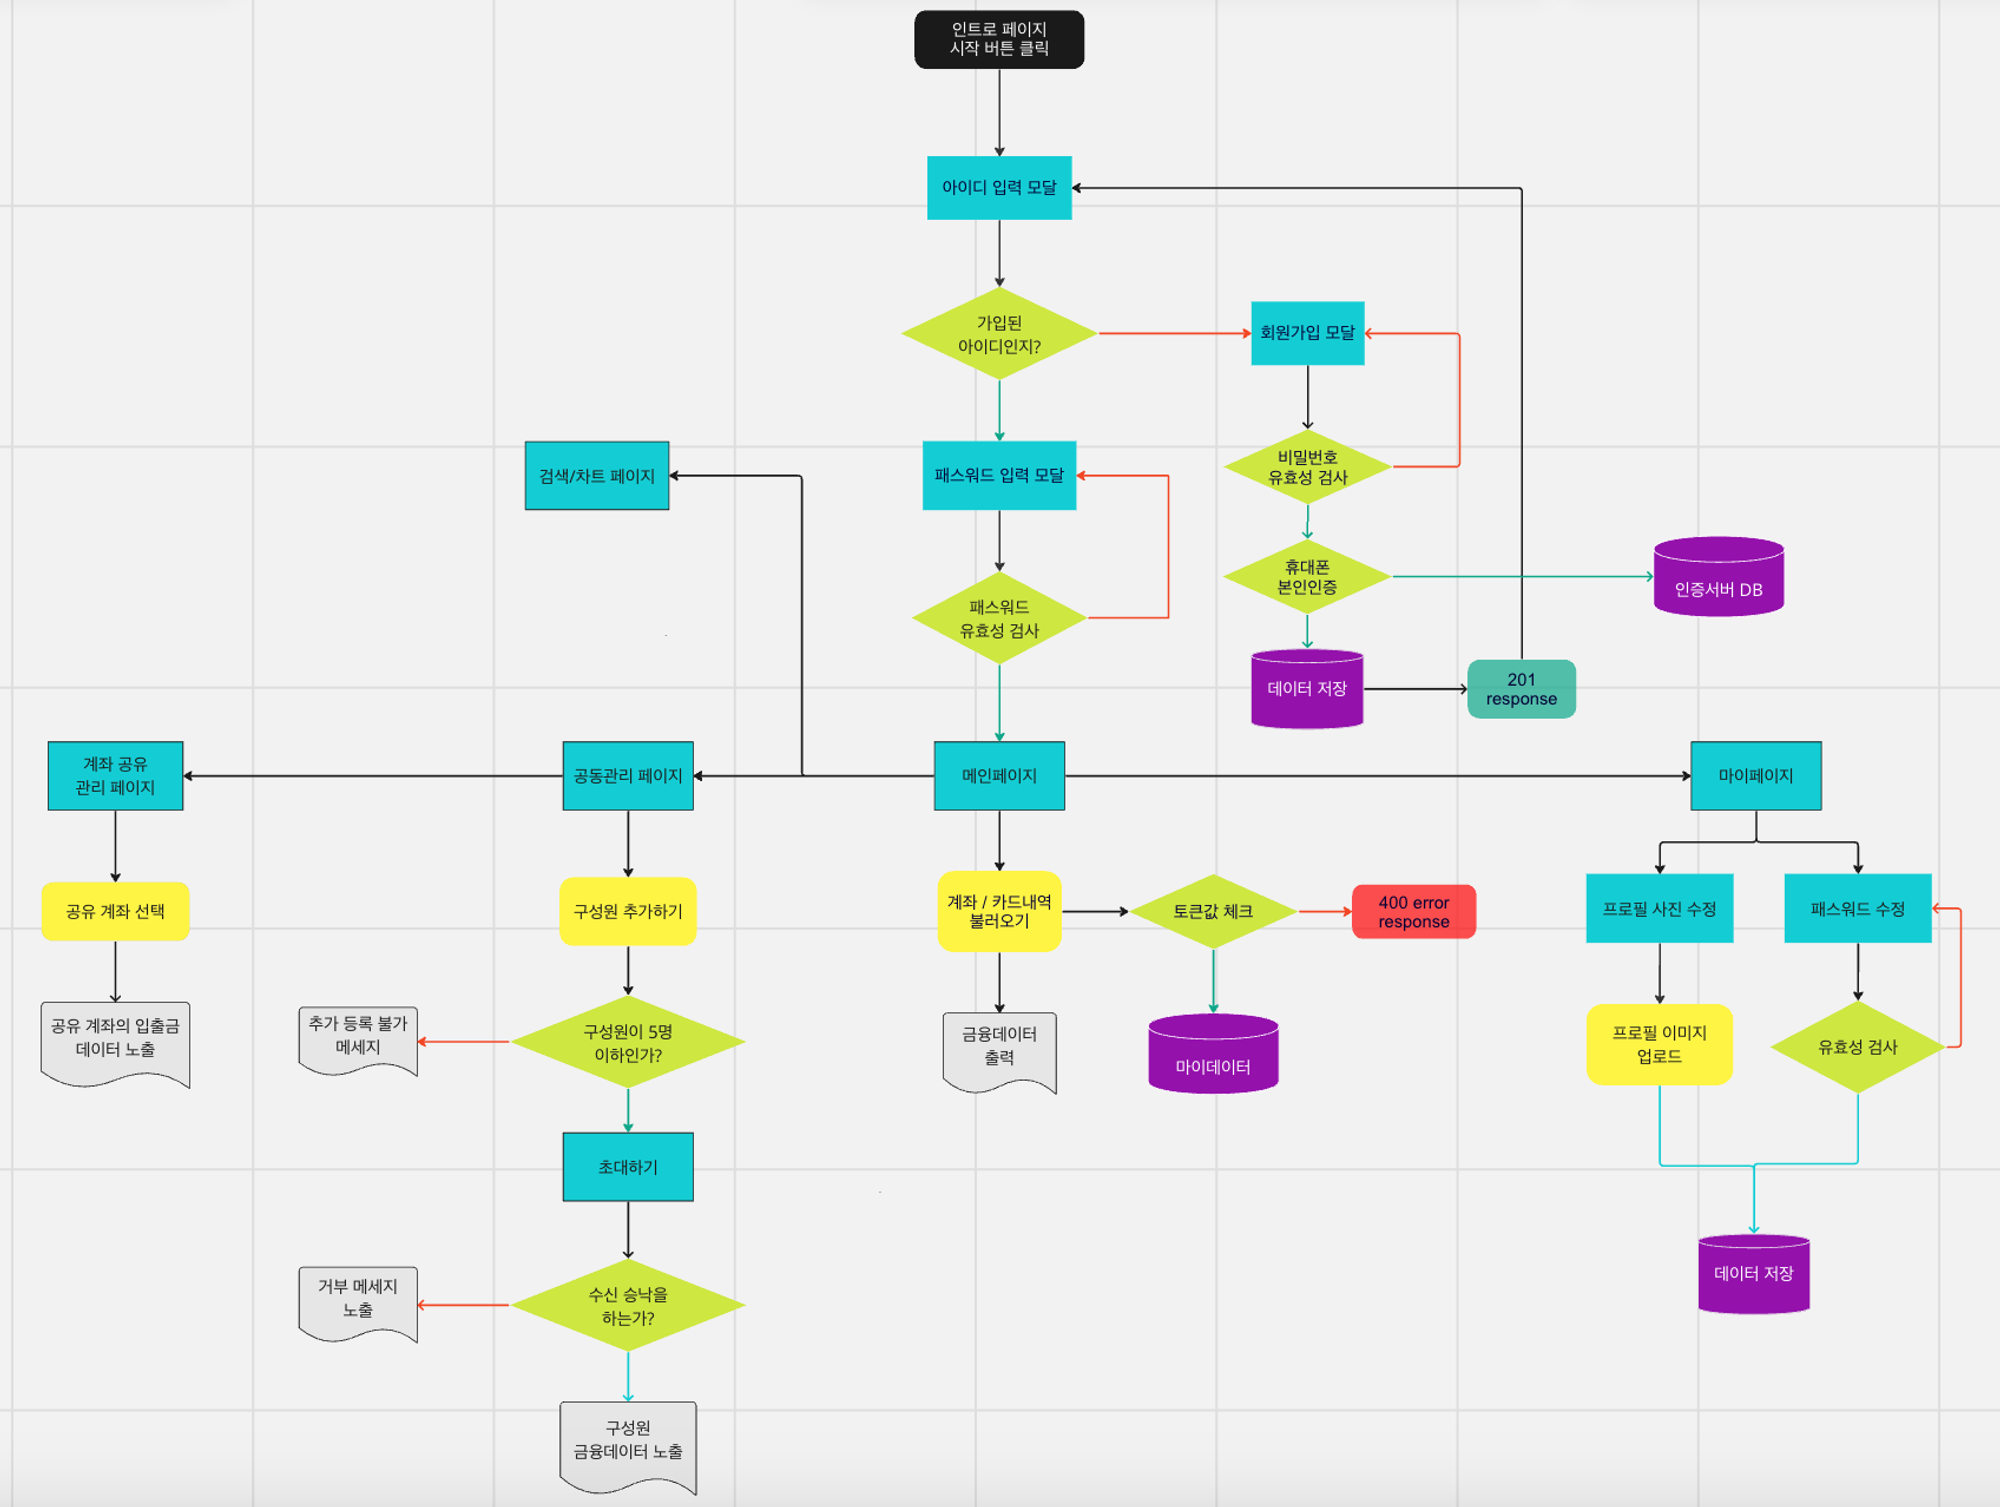 인트로 페이지
시작 버튼 클릭
아이디 입력 모달
가입된
아이디인지?
회원가입 모달
검색/차트 페이지
패스워드 입력 모달
비밀번호
유효성 검사
휴대폰
본인인증
인증서버 DB
패스워드
유효성 검사
데이터 저장
201
response
계좌 공유
관리 페이지
공동관리 페이지
메인페이지
마이페이지
공유 계좌 선택
구성원 추가하기
계좌 / 카드내역
불러오기
토큰값 체크
400 error
response
프로필 사진 수정
패스워드 수정
공유 계좌의 입출금
데이터 노출
추가 등록 불가
메세지
구성원이 5명
이하인가?
금융데이터
출력
마이데이터
프로필 이미지
업로드
유효성 검사
초대하기
거부 메세지
노출
수신 승낙을
하는가?
데이터 저장
구성원
금융데이터 노출